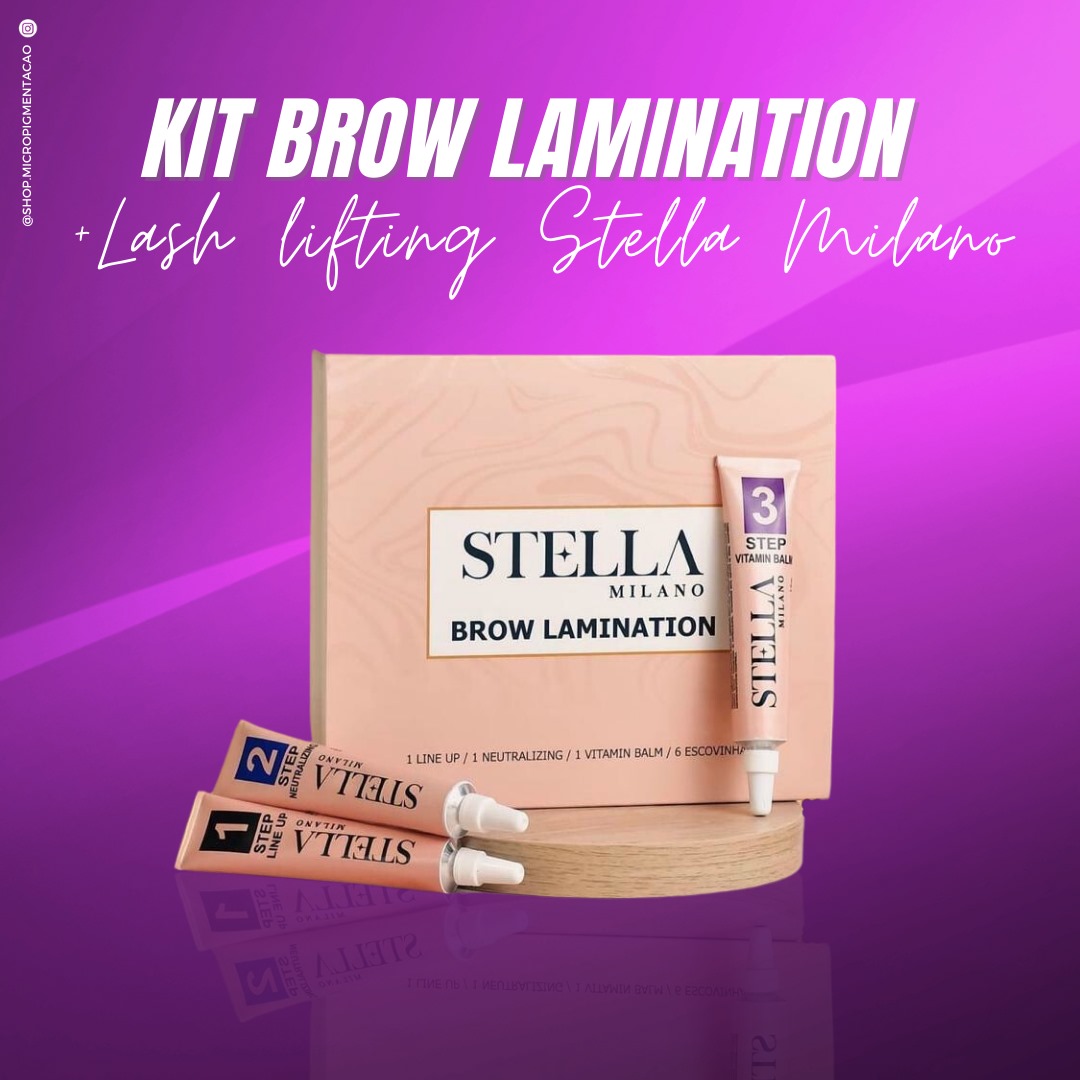 @SHOP.MICROPIGMENTACAO
KIT BROW LAMINATION
+Lash lifting Stella Milano
STELLA
MILANO
BROW LAMINATION
1 LINE UP / 1 NEUTRALIZING / 1 VITAMIN BALM / 6
3
STEP
VITAMIN BALM
STELLA
MILANO
2
STEP
NEUTRALIZING
STELLA
MILANO
1
STEP
LINE UP
STELLA
MILANO